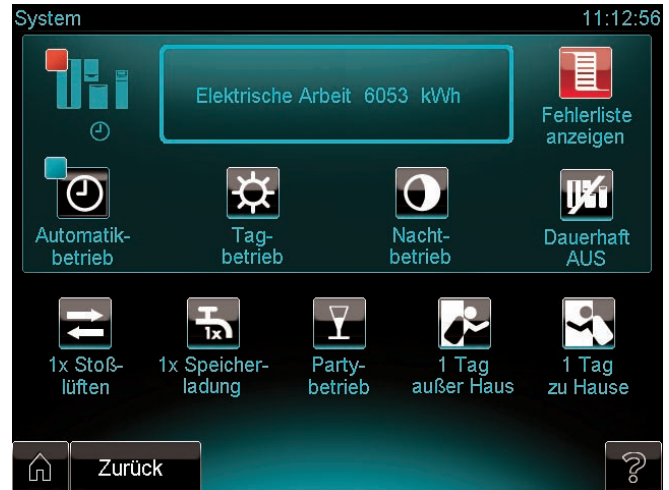 System 11:12:56
Elektrische Arbeit 6053 kWh
Fehlerliste
anzeigen
Automatik-
betrieb
Tag-
betrieb
Nacht-
betrieb
Dauerhaft
AUS
1x
1x Stoß-
lüften
1x Speicher-
ladung
Party-
betrieb
1 Tag
außer Haus
1 Tag
zu Hause
Zurück
?